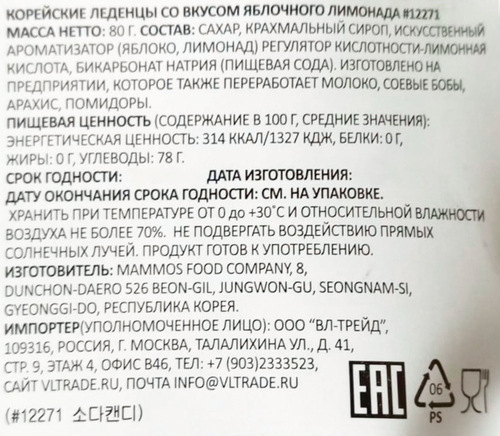 КОРЕЙСКИЕ ЛЕДЕНЦЫ СО ВКУСОМ ЯБЛОЧНОГО ЛИМОНАДА #12271
МАССА НЕТТО: 80 Г. СОСТАВ: САХАР, КРАХМАЛЬНЫЙ СИРОП, ИСКУССТВЕННЫЙ
АРОМАТИЗАТОР (ЯБЛОКО, ЛИМОНАД) РЕГУЛЯТОР КИСЛОТНОСТИ-ЛИМОННАЯ
КИСЛОТА, БИКАРБОНАТ НАТРИЯ (ПИЩЕВАЯ СОДА). ИЗГОТОВЛЕНО НА
ПРЕДПРИЯТИИ, КОТОРОЕ ТАКЖЕ ПЕРЕРАБОТАЕТ МОЛОКО, СОЕВЫЕ БОБЫ,
АРАХИС, ПОМИДОРЫ.
ПИЩЕВАЯ ЦЕННОСТЬ (СОДЕРЖАНИЕ В 100 Г, СРЕДНИЕ ЗНАЧЕНИЯ):
ЭНЕРГЕТИЧЕСКАЯ ЦЕННОСТЬ: 314 ККАЛ/1327 КДЖ, БЕЛКИ: 0 Г,
ЖИРЫ: 0 Г, УГЛЕВОДЫ: 78 Г.
СРОК ГОДНОСТИ: ДАТА ИЗГОТОВЛЕНИЯ:
ДАТУ ОКОНЧАНИЯ СРОКА ГОДНОСТИ: СМ. НА УПАКОВКЕ.
ХРАНИТЬ ПРИ ТЕМПЕРАТУРЕ ОТ 0 до +30˚С И ОТНОСИТЕЛЬНОЙ ВЛАЖНОСТИ
ВОЗДУХА НЕ БОЛЕЕ 70%. НЕ ПОДВЕРГАТЬ ВОЗДЕЙСТВИЮ ПРЯМЫХ
СОЛНЕЧНЫХ ЛУЧЕЙ. ПРОДУКТ ГОТОВ К УПОТРЕБЛЕНИЮ.
ИЗГОТОВИТЕЛЬ: MAMMOS FOOD COMPANY, 8,
DUNCHON-DAERO 526 BEON-GIL, JUNGWON-GU, SEONGNAM-SI,
GYEONGGI-DO, РЕСПУБЛИКА КОРЕЯ.
ИМПОРТЕР(УПОЛНОМОЧЕННОЕ ЛИЦО): ООО “ВЛ-ТРЕЙД”,
109316, РОССИЯ, Г. МОСКВА, ТАЛАЛИХИНА УЛ., Д. 41,
СТР. 9, ЭТАЖ 4, ОФИС В46, ТЕЛ: +7 (903)2333523,
САЙТ VLTRADE.RU, ПОЧТА INFO@VLTRADE.RU
(#12271 소다캔디)
EAC
06
PS